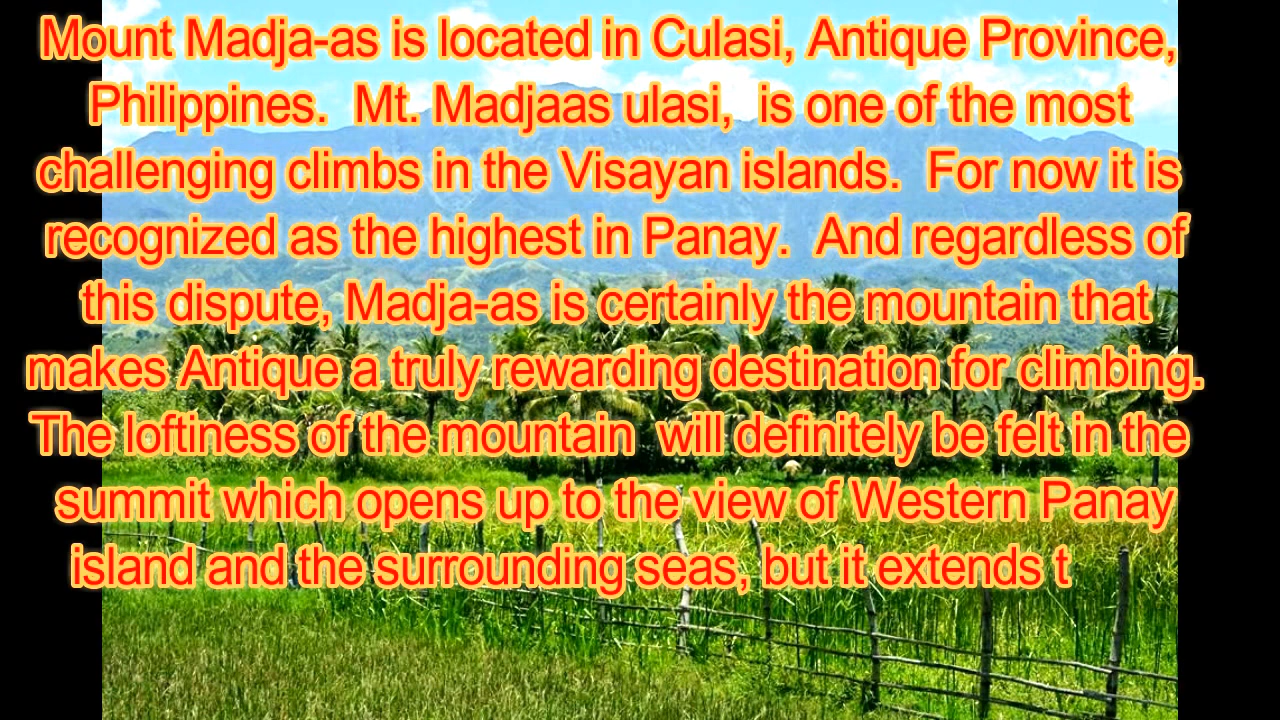 Mount Madja-as is located in Culasi, Antique Province,
Philippines.  Mt. Madjaas ulasi,  is one of the most
challenging climbs in the Visayan islands.  For now it is
recognized as the highest in Panay.  And regardless of
this dispute, Madja-as is certainly the mountain that
makes Antique a truly rewarding destination for climbing.
The loftiness of the mountain  will definitely be felt in the
summit which opens up to the view of Western Panay
island and the surrounding seas, but it extends t